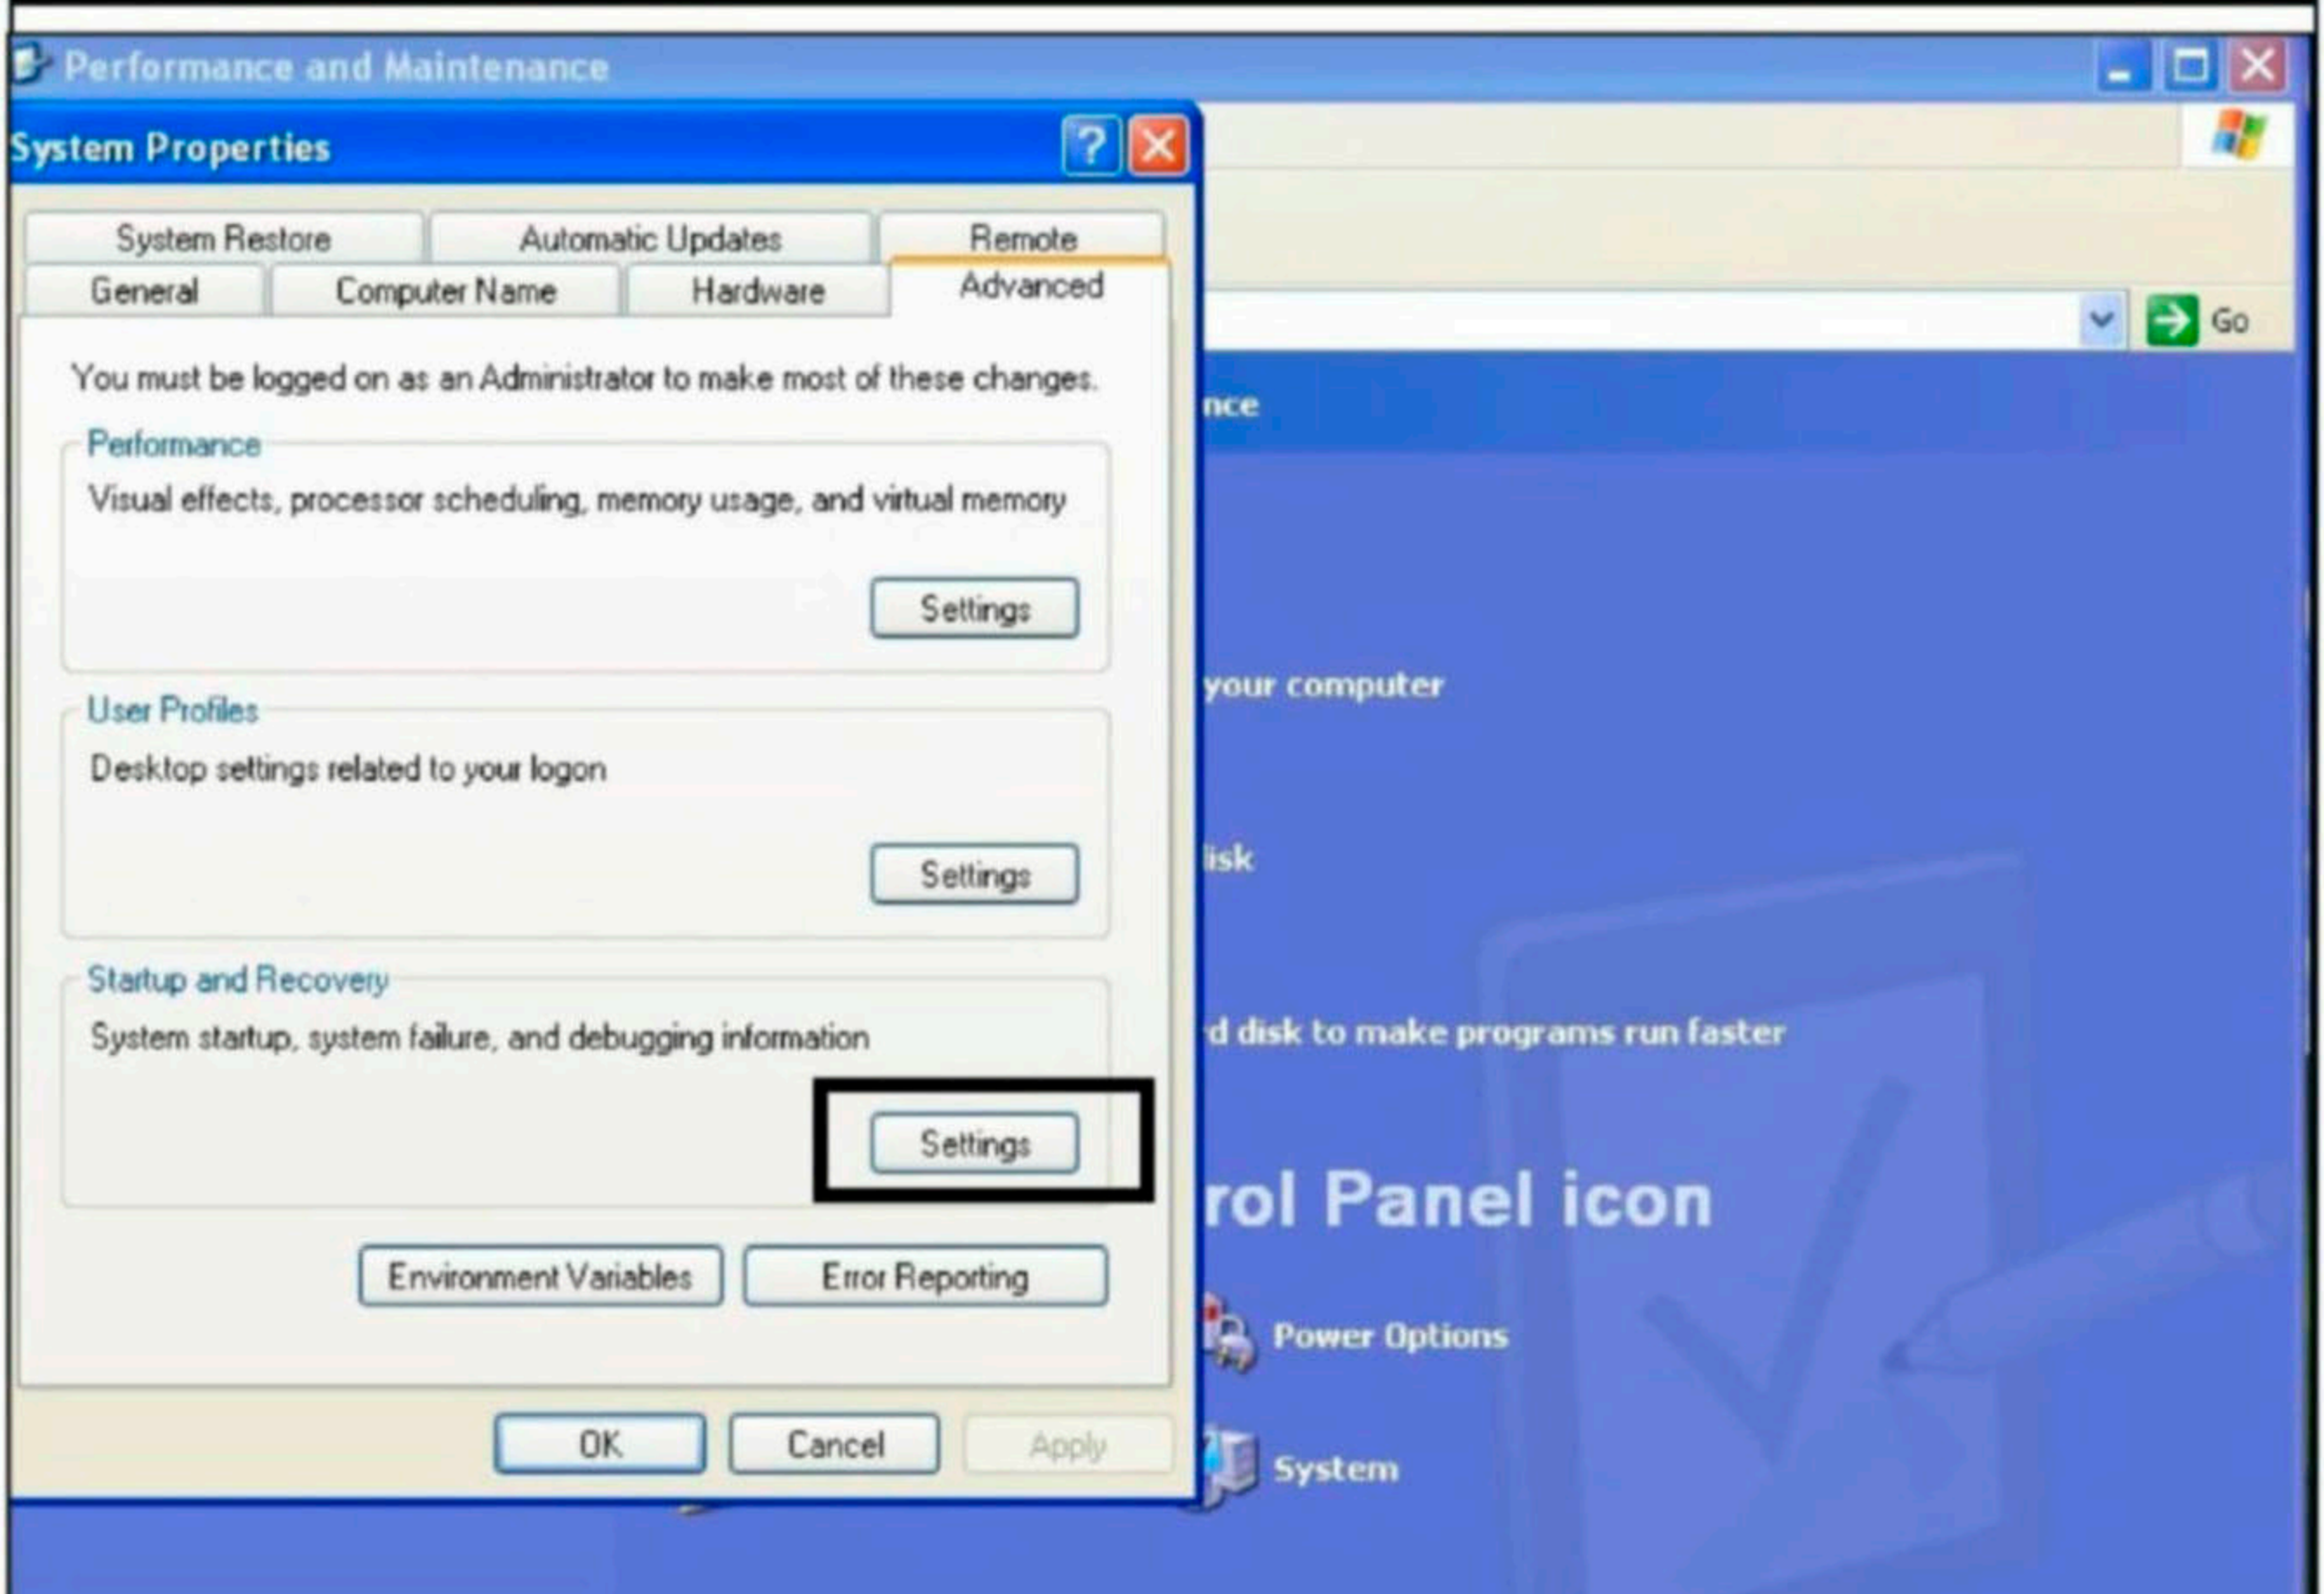 Performance and Maintenance
System Properties
System Restore
Automatic Updates
Remote
General
Computer Name
Hardware
Advanced
Go
You must be logged on as an Administrator to make most of these changes.
nce
Performance
Visual effects, processor scheduling, memory usage, and virtual memory
Settings
your computer
User Profiles
Desktop settings related to your logon
Settings
isk
Startup and Recovery
System startup, system failure, and debugging information
d disk to make programs run faster
Settings
rol Panel icon
Environment Variables
Error Reporting
Power Options
OK
Cancel
Apply
System